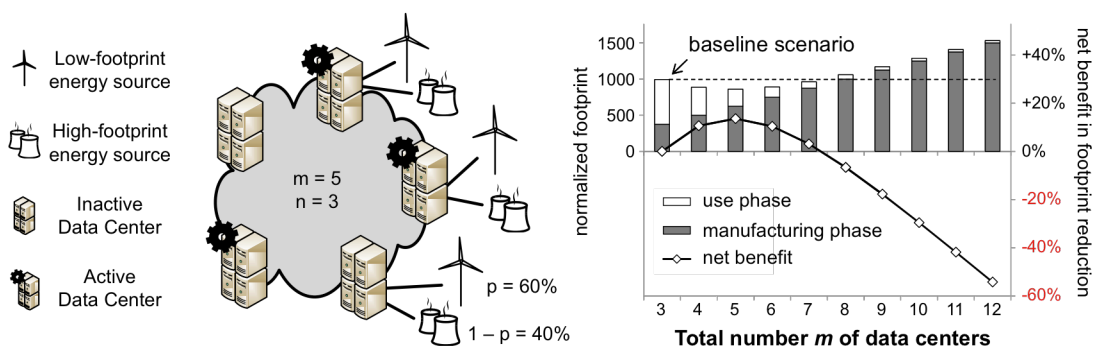 Low-footprint
energy source
High-footprint
energy source
Inactive
Data Center
Active
Data Center
m = 5
n = 3
p = 60%
1 – p = 40%
normalized footprint
1500
1000
500
0
baseline scenario
use phase
manufacturing phase
net benefit
+40%
+20%
0%
-20%
-40%
-60%
net benefit in
footprint reduction
3 4 5 6 7 8 9 10 11 12
Total number m of data centers